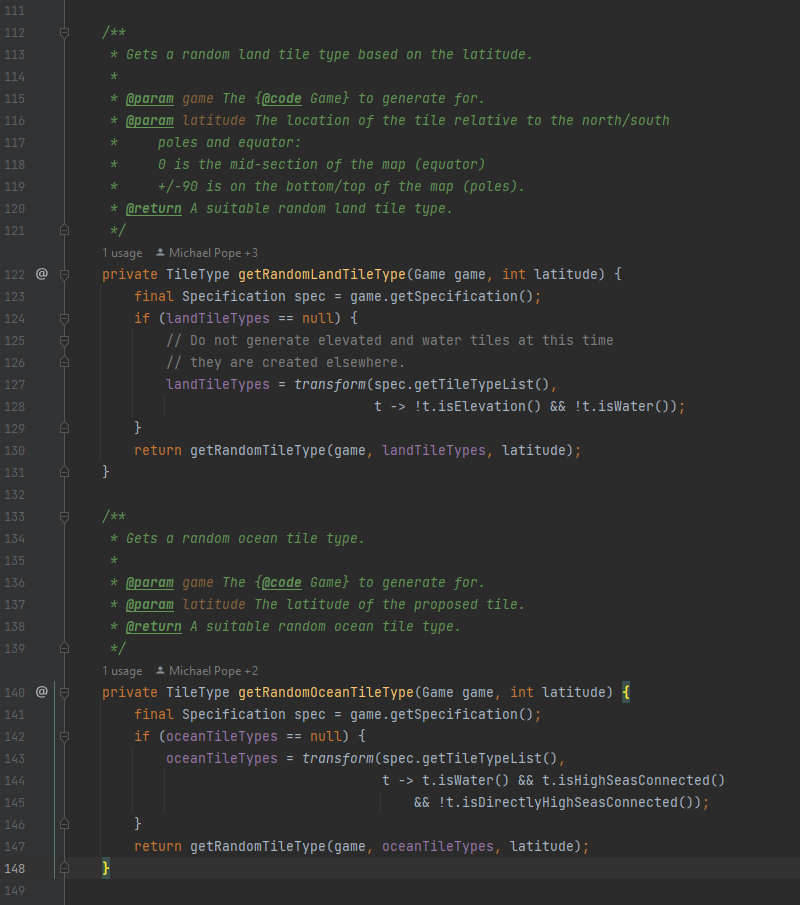 111
112 /**
113 * Gets a random land tile type based on the latitude.
114 *
115 * @param game The {@code Game} to generate for.
116 * @param latitude The location of the tile relative to the north/south
117 *     poles and equator:
118 *     0 is the mid-section of the map (equator)
119 *     +/-90 is on the bottom/top of the map (poles).
120 * @return A suitable random land tile type.
121 */
1 usage Michael Pope +3
122 @ private TileType getRandomLandTileType(Game game, int latitude) {
123     final Specification spec = game.getSpecification();
124     if (landTileTypes == null) {
125         // Do not generate elevated and water tiles at this time
126         // they are created elsewhere.
127         landTileTypes = transform(spec.getTileTypeList(),
128                                   t -> !t.isElevation() && !t.isWater());
129     }
130     return getRandomTileType(game, landTileTypes, latitude);
131 }
132
133 /**
134 * Gets a random ocean tile type.
135 *
136 * @param game The {@code Game} to generate for.
137 * @param latitude The latitude of the proposed tile.
138 * @return A suitable random ocean tile type.
139 */
1 usage Michael Pope +2
140 @ private TileType getRandomOceanTileType(Game game, int latitude) {
141     final Specification spec = game.getSpecification();
142     if (oceanTileTypes == null) {
143         oceanTileTypes = transform(spec.getTileTypeList(),
144                                    t -> t.isWater() && t.isHighSeasConnected()
145                                        && !t.isDirectlyHighSeasConnected());
146     }
147     return getRandomTileType(game, oceanTileTypes, latitude);
148 }
149